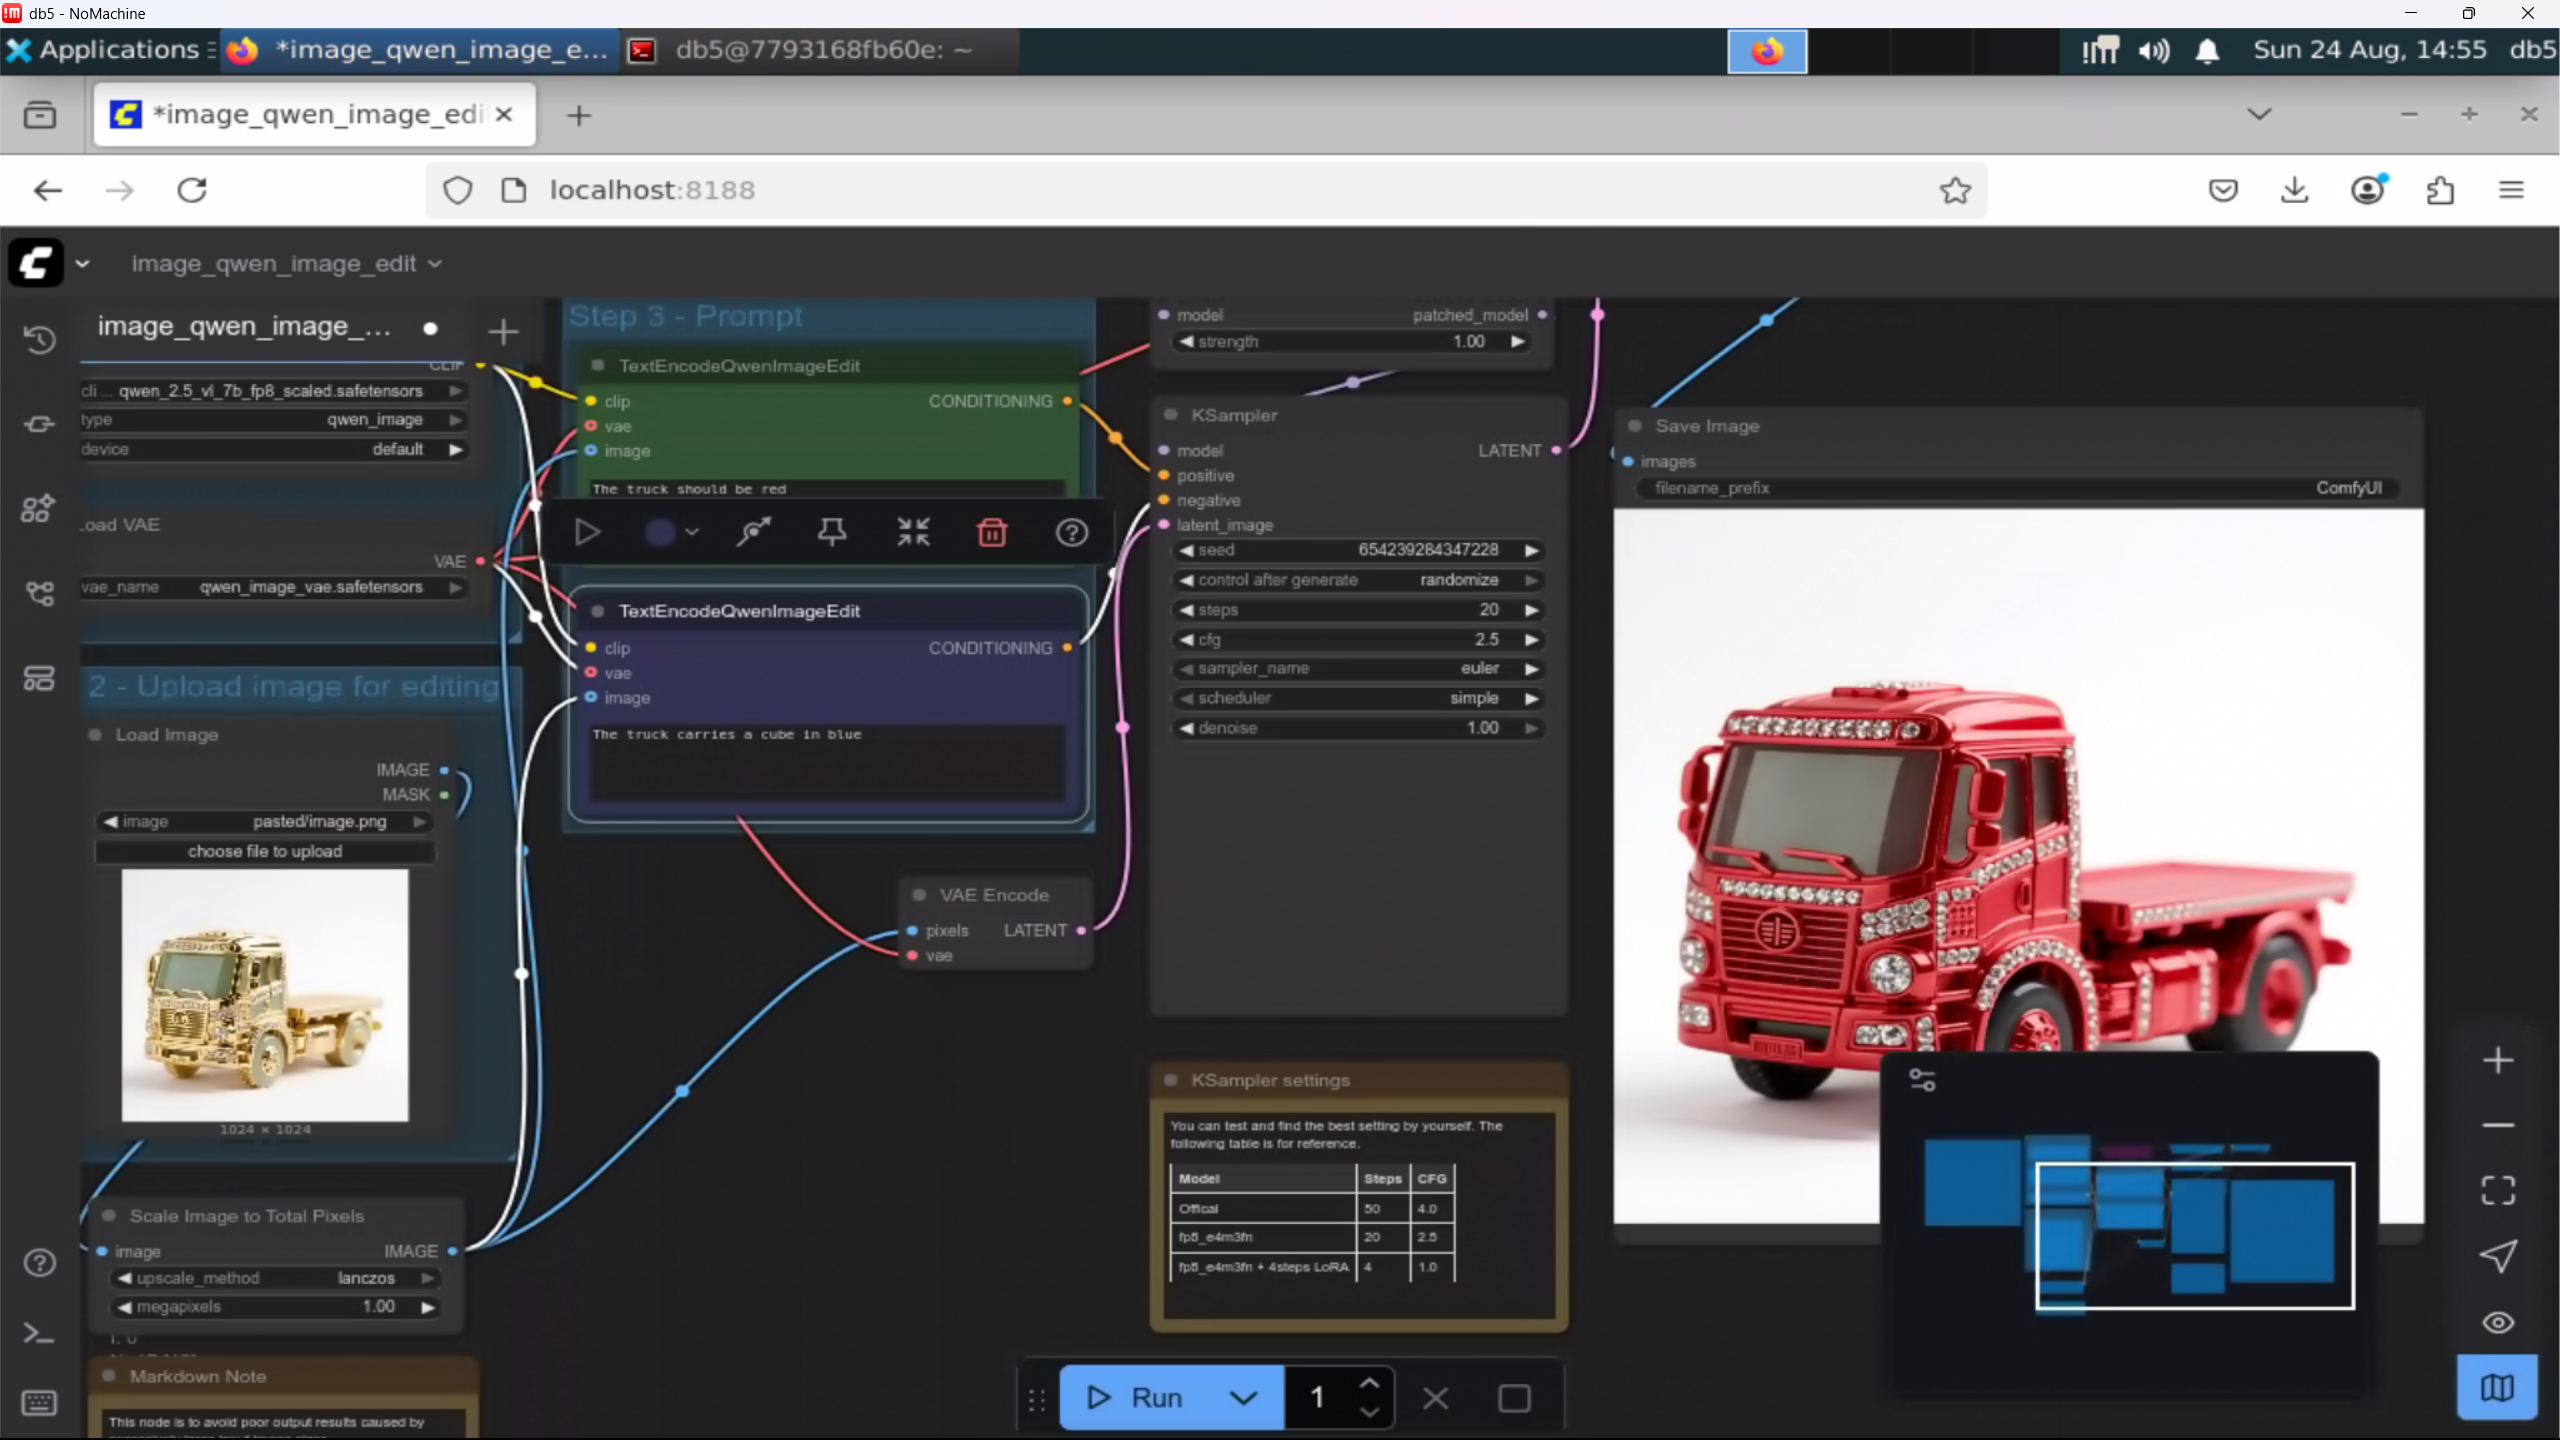 db5 - NoMachine
Applications
*image_qwen_image_e...
db5@7793168fb60e: ~
Sun 24 Aug, 14:55
db5
*image_qwen_image_edi
localhost:8188
image_qwen_image_edit
image_qwen_image_...
CLIP
cli ... qwen_2.5_vl_7b_fp8_scaled.safetensors
type qwen_image
device default
oad VAE
VAE
vae_name qwen_image_vae.safetensors
2 - Upload image for editing
Load Image
IMAGE
MASK
image pasted/image.png
choose file to upload
1024 × 1024
Scale Image to Total Pixels
image IMAGE
upscale_method lanczos
megapixels 1.00
Markdown Note
This node is to avoid poor output results caused by
Step 3 - Prompt
TextEncodeQwenImageEdit
clip CONDITIONING
vae
image
The truck should be red
TextEncodeQwenImageEdit
clip CONDITIONING
vae
image
The truck carries a cube in blue
VAE Encode
pixels LATENT
vae
model patched_model
strength 1.00
KSampler
model LATENT
positive
negative
latent_image
seed 654239284347228
control after generate randomize
steps 20
cfg 2.5
sampler_name euler
scheduler simple
denoise 1.00
KSampler settings
You can test and find the best setting by yourself. The
following table is for reference.
Model Steps CFG
Offical 50 4.0
fp8_e4m3fn 20 2.5
fp8_e4m3fn + 4steps LoRA 4 1.0
Save Image
images
filename_prefix ComfyUI
Run 1